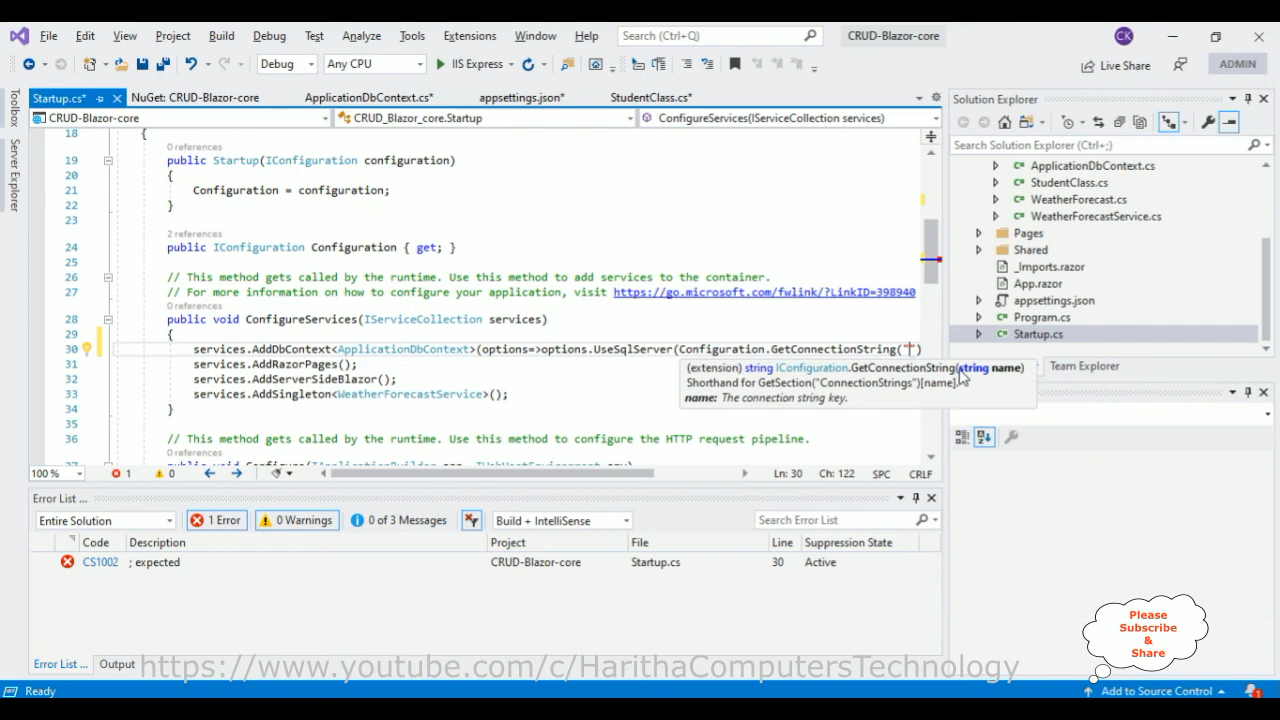 File Edit View Project Build Debug Test Analyze Tools Extensions Window Help Search (Ctrl+Q) CRUD-Blazor-core CK
Debug Any CPU IIS Express Live Share ADMIN
Startup.cs* NuGet: CRUD-Blazor-core ApplicationDbContext.cs* appsettings.json* StudentClass.cs*
CRUD-Blazor-core CRUD_Blazor_core.Startup ConfigureServices(IServiceCollection services)
Toolbox
Server Explorer
18 {
0 references
19 public Startup(IConfiguration configuration)
20 {
21 Configuration = configuration;
22 }
23
2 references
24 public IConfiguration Configuration { get; }
25
26 // This method gets called by the runtime. Use this method to add services to the container.
27 // For more information on how to configure your application, visit https://go.microsoft.com/fwlink/?LinkID=398940
0 references
28 public void ConfigureServices(IServiceCollection services)
29 {
30 services.AddDbContext<ApplicationDbContext>(options=>options.UseSqlServer(Configuration.GetConnectionString("")
31 services.AddRazorPages();
32 services.AddServerSideBlazor();
33 services.AddSingleton<WeatherForecastService>();
34 }
35
36 // This method gets called by the runtime. Use this method to configure the HTTP request pipeline.
0 references
(extension) string IConfiguration.GetConnectionString(string name)
Shorthand for GetSection("ConnectionStrings")[name].
name: The connection string key.
100 % 1 0 Ln: 30 Ch: 122 SPC CRLF
Error List ...
Entire Solution 1 Error 0 Warnings 0 of 3 Messages Build + IntelliSense Search Error List
Code Description Project File Line Suppression State
CS1002 ; expected CRUD-Blazor-core Startup.cs 30 Active
Error List ... Output
Solution Explorer
Search Solution Explorer (Ctrl+;)
ApplicationDbContext.cs
StudentClass.cs
WeatherForecast.cs
WeatherForecastService.cs
Pages
Shared
_Imports.razor
App.razor
appsettings.json
Program.cs
Startup.cs
Team Explorer
Please
Subscribe
&
Share
https://www.youtube.com/c/HarithaComputersTechnology
Ready Add to Source Control 1